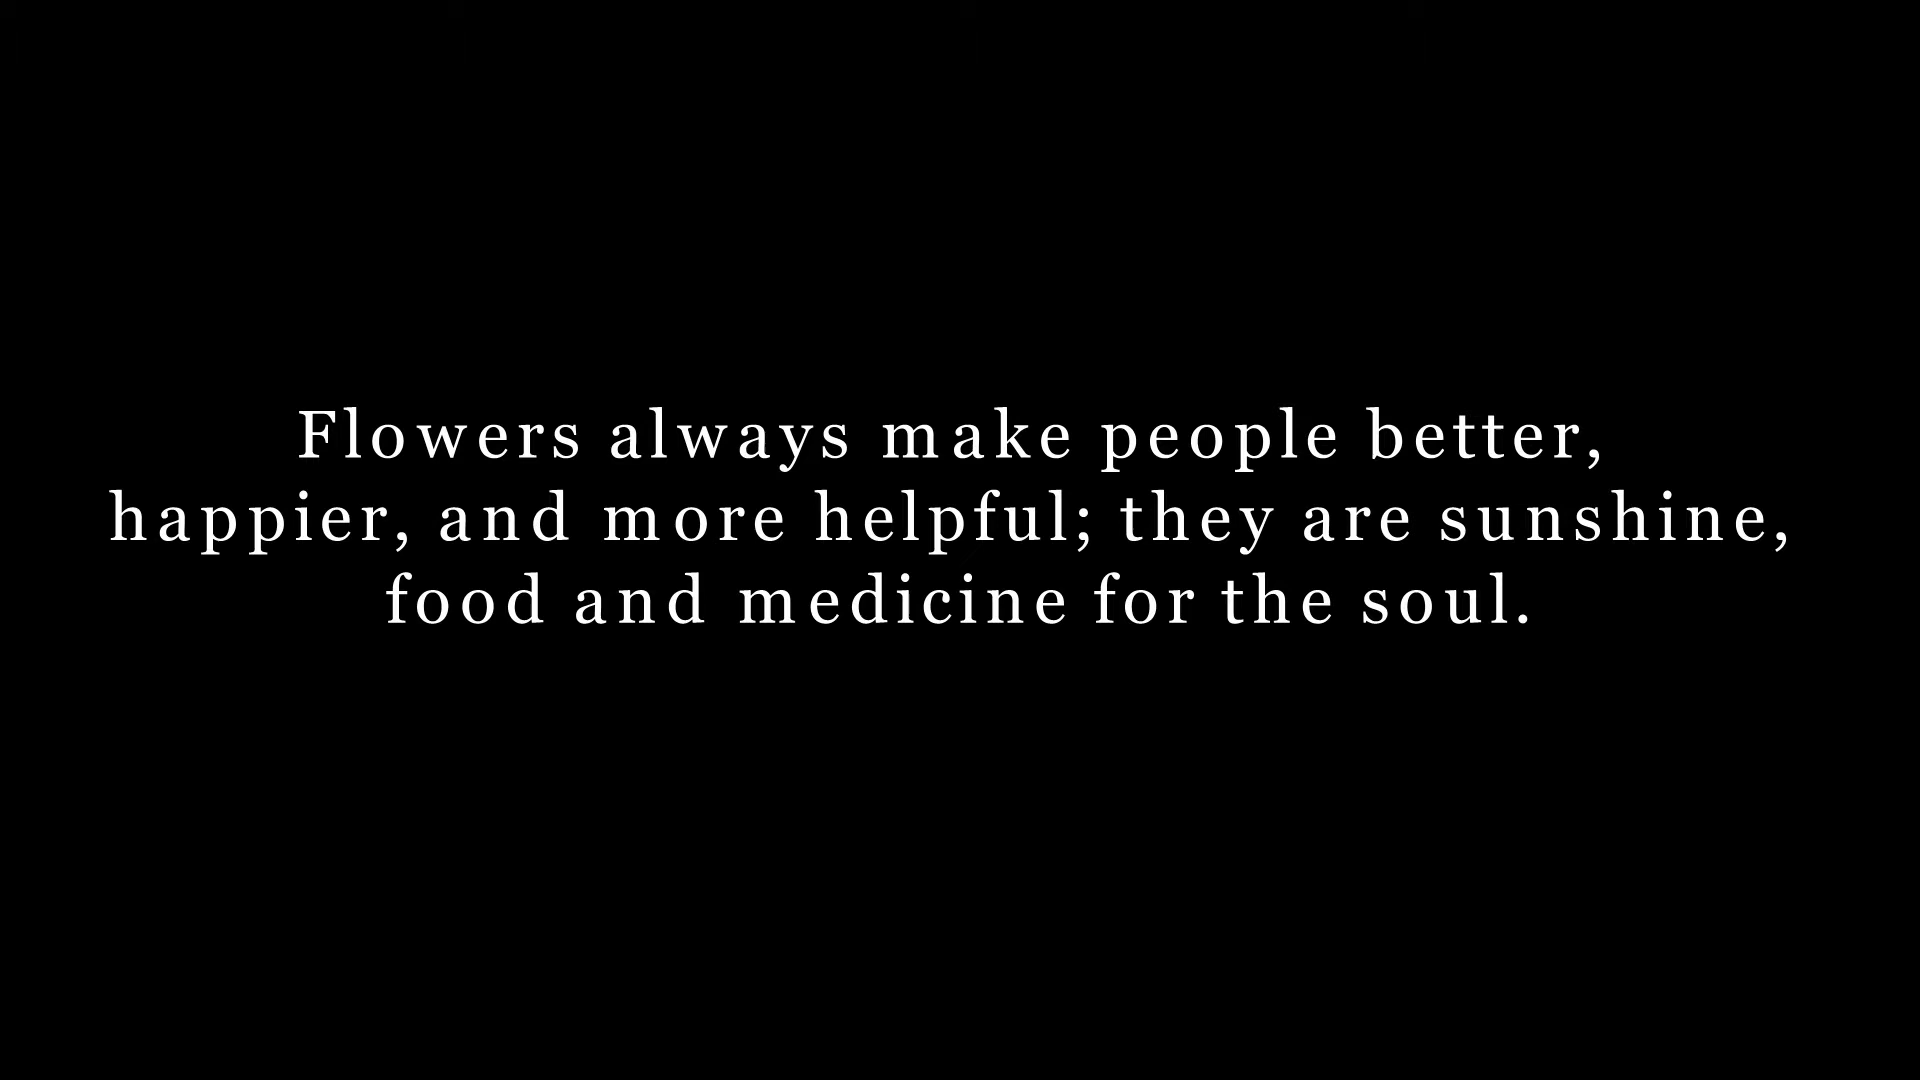 Flowers always make people better,
happier, and more helpful; they are sunshine,
food and medicine for the soul.